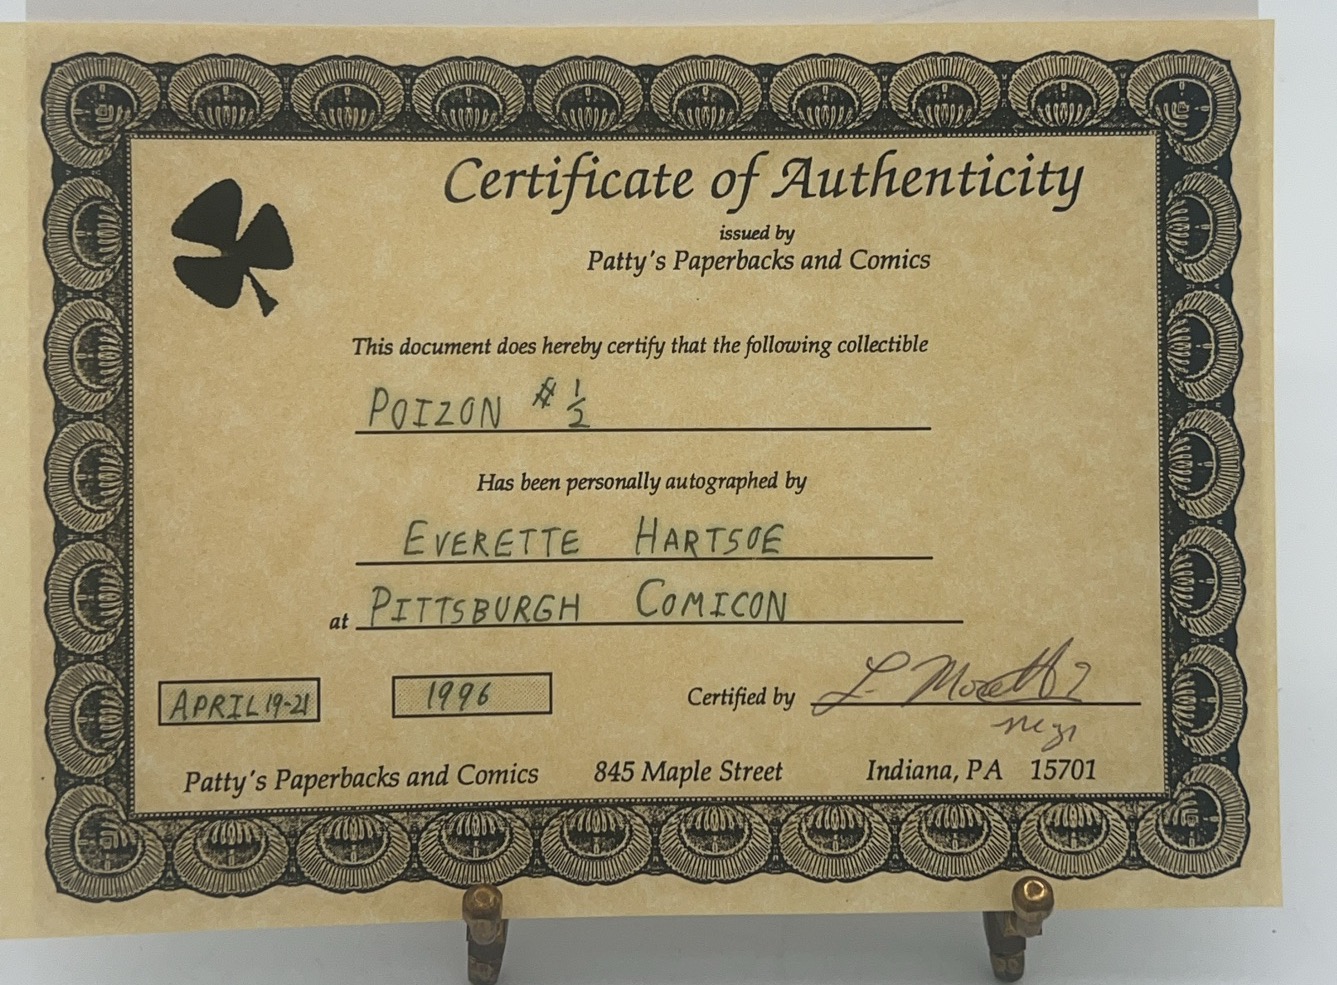 Certificate of Authenticity
issued by
Patty's Paperbacks and Comics
This document does hereby certify that the following collectible
POIZON # ½
Has been personally autographed by
EVERETTE HARTSOE
at PITTSBURGH COMICON
APRIL 19-21 1996 Certified by L.
Patty's Paperbacks and Comics 845 Maple Street Indiana, PA 15701